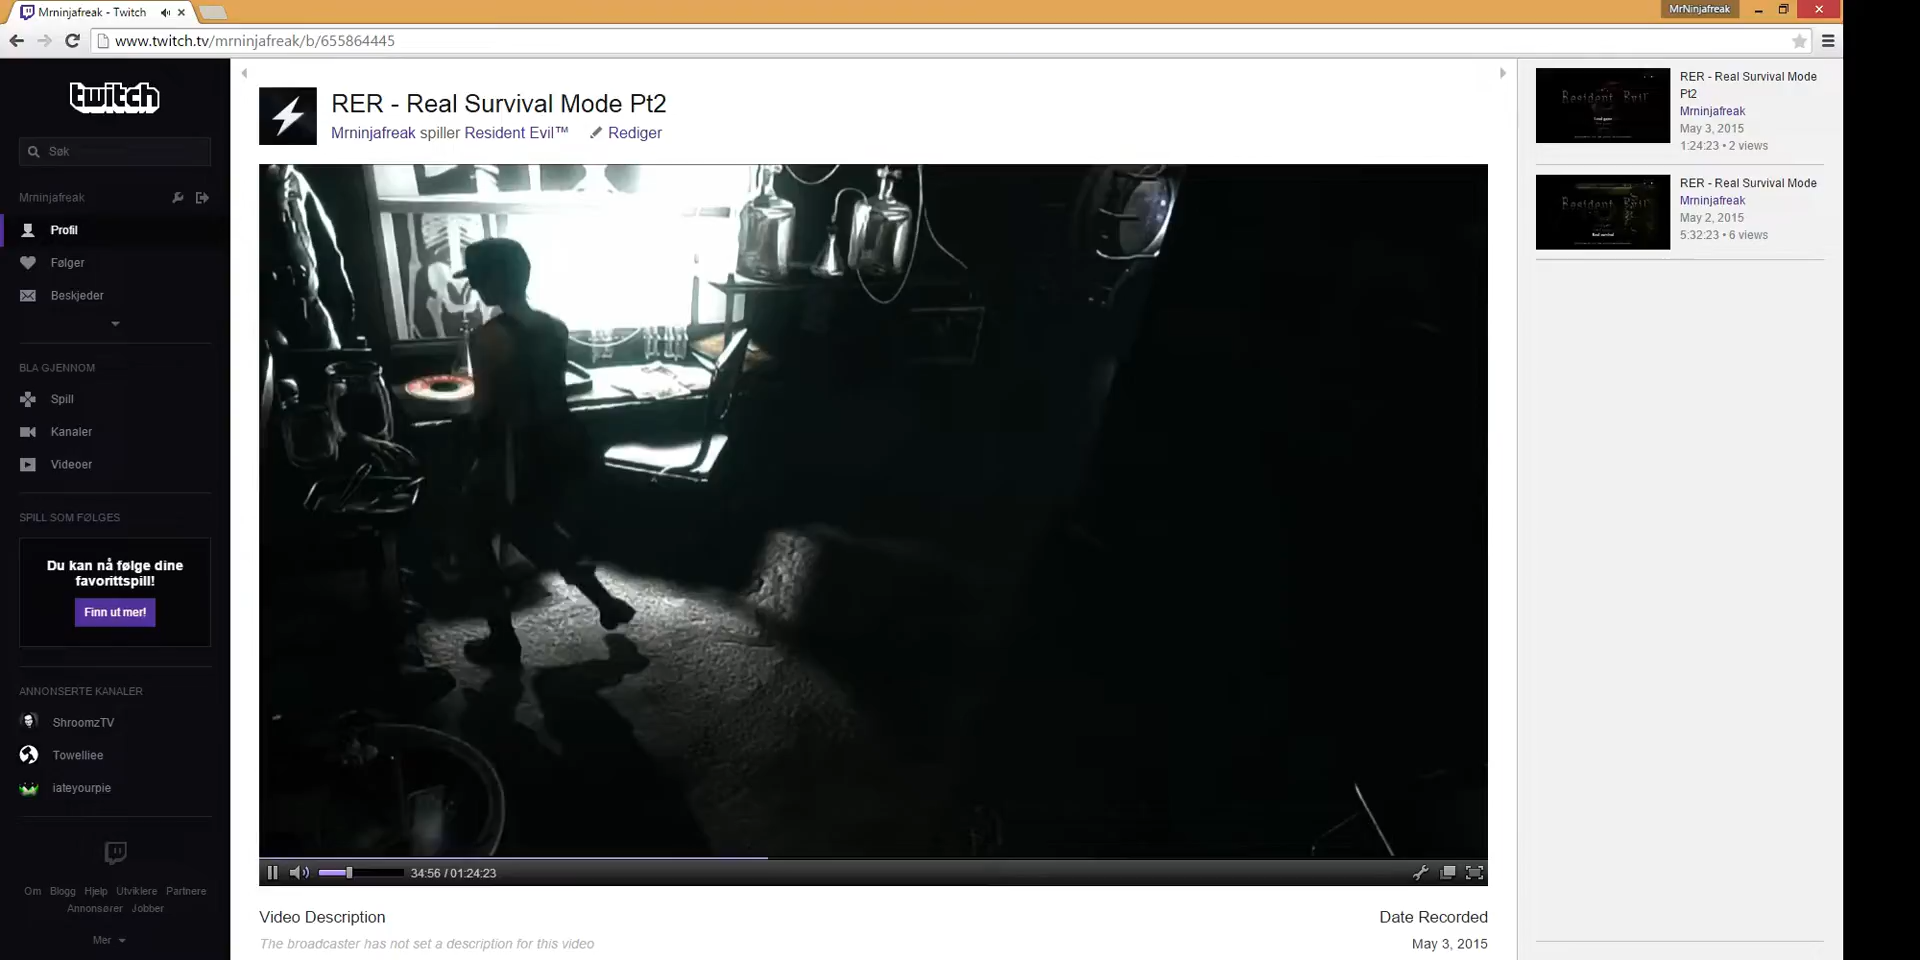 Mrninjafreak - Twitch
MrNinjafreak
www.twitch.tv/mrninjafreak/b/655864445
twitch
Søk
Mrninjafreak
Profil
Følger
Beskjeder
BLA GJENNOM
Spill
Kanaler
Videoer
SPILL SOM FØLGES
Du kan nå følge dine
favorittspill!
Finn ut mer!
ANNONSERTE KANALER
ShroomzTV
Towelliee
iateyourpie
Om Blogg Hjelp Utviklere Partnere
Annonsører Jobber
Mer
RER - Real Survival Mode Pt2
Mrninjafreak spiller Resident Evil™ Rediger
34:56 / 01:24:23
Video Description
The broadcaster has not set a description for this video
Date Recorded
May 3, 2015
Resident Evil
RER - Real Survival Mode
Pt2
Mrninjafreak
May 3, 2015
1:24:23 • 2 views
Resident Evil
RER - Real Survival Mode
Mrninjafreak
May 2, 2015
5:32:23 • 6 views